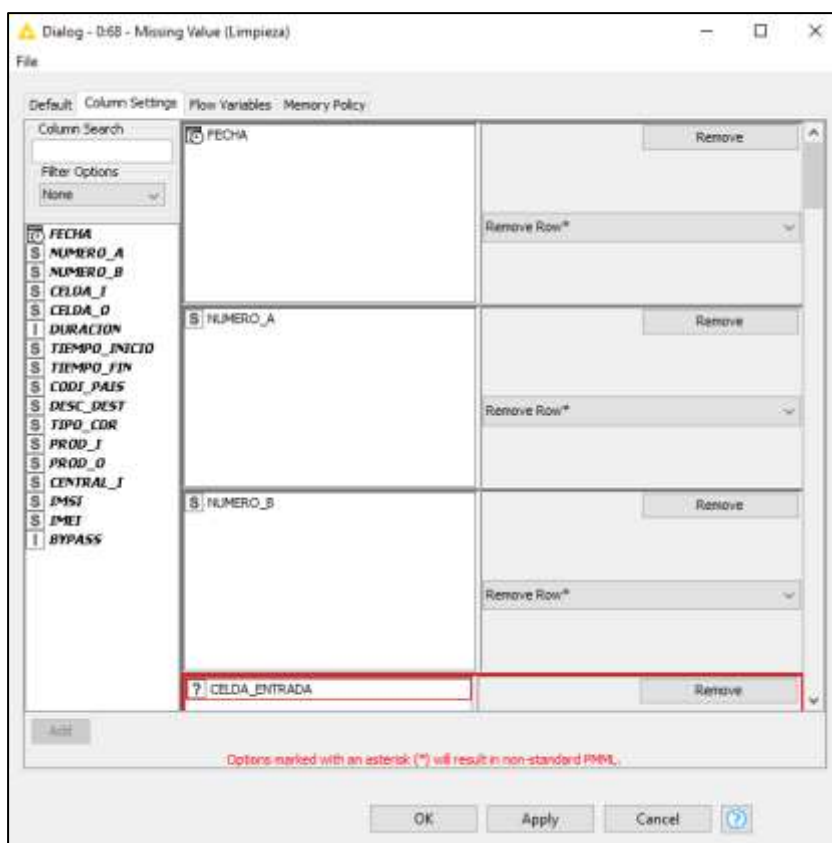 Dialog - 0:68 - Missing Value (Limpieza)
File
Default Column Settings Flow Variables Memory Policy
Column Search
Filter Options
None
FECHA
S NUMERO_A
S NUMERO_B
S CELDA_I
S CELDA_O
I DURACION
S TIEMPO_INICIO
S TIEMPO_FIN
S CODI_PAIS
S DESC_DEST
S TIPO_CDR
S PROD_I
S PROD_O
S CENTRAL_I
S IMSI
S IMEI
I BYPASS
Add
FECHA
Remove
Remove Row*
S NUMERO_A
Remove
Remove Row*
S NUMERO_B
Remove
Remove Row*
? CELDA_ENTRADA
Remove
Options marked with an asterisk (*) will result in non-standard PMML.
OK Apply Cancel ?